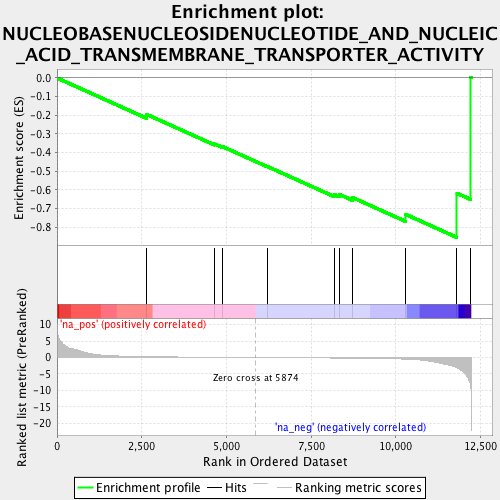 Enrichment plot:
NUCLEOBASENUCLEOSIDENUCLEOTIDE_AND_NUCLEIC
_ACID_TRANSMEMBRANE_TRANSPORTER_ACTIVITY
Enrichment score (ES)
0.0
-0.1
-0.2
-0.3
-0.4
-0.5
-0.6
-0.7
-0.8
'na_pos' (positively correlated)
Ranked list metric (PreRanked)
10
5
0
-5
-10
-15
-20
Zero cross at 5874
'na_neg' (negatively correlated)
0
2,500
5,000
7,500
10,000
12,500
Rank in Ordered Dataset
Enrichment profile
Hits
Ranking metric scores